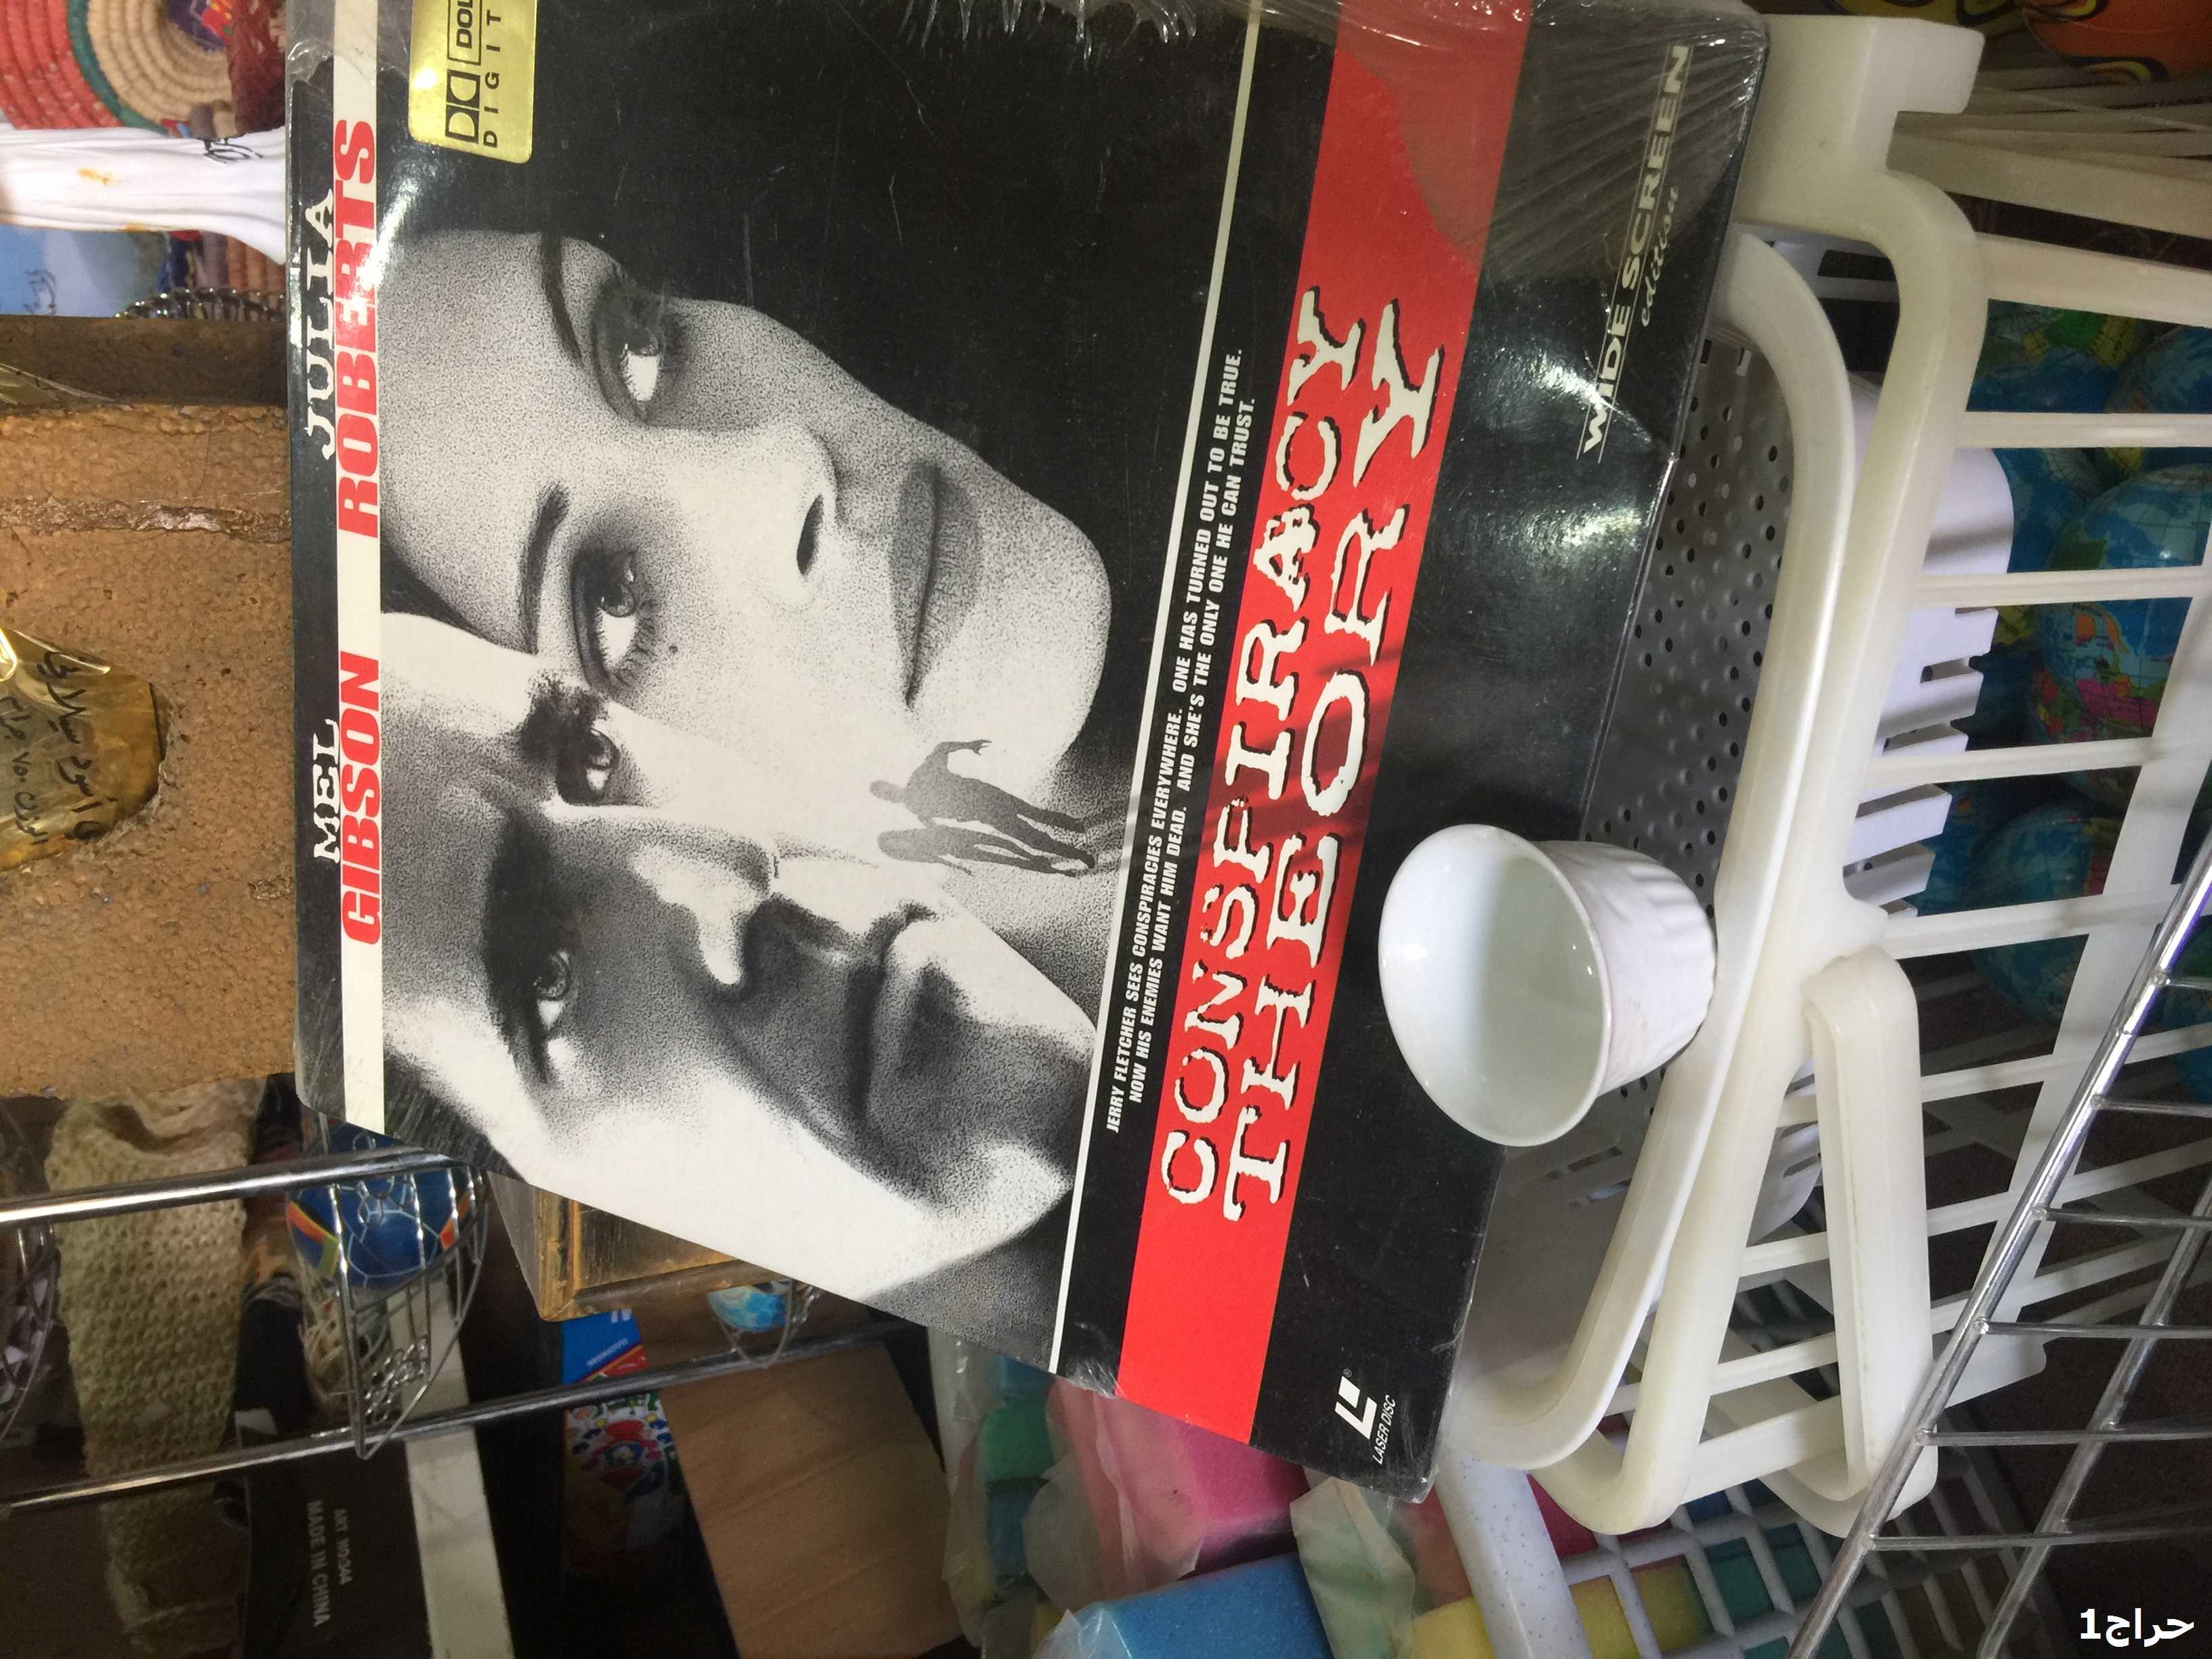 MEL JULIA
GIBSON ROBERTS
DIGIT
JERRY FLETCHER SEES CONSPIRACIES EVERYWHERE. ONE HAS TURNED OUT TO BE TRUE.
NOW HIS ENEMIES WANT HIM DEAD. AND SHE'S THE ONLY ONE HE CAN TRUST.
CONSPIRACY
THEORY
WIDE SCREEN
edition
LASER DISC
MADE IN CHINA
حراج1